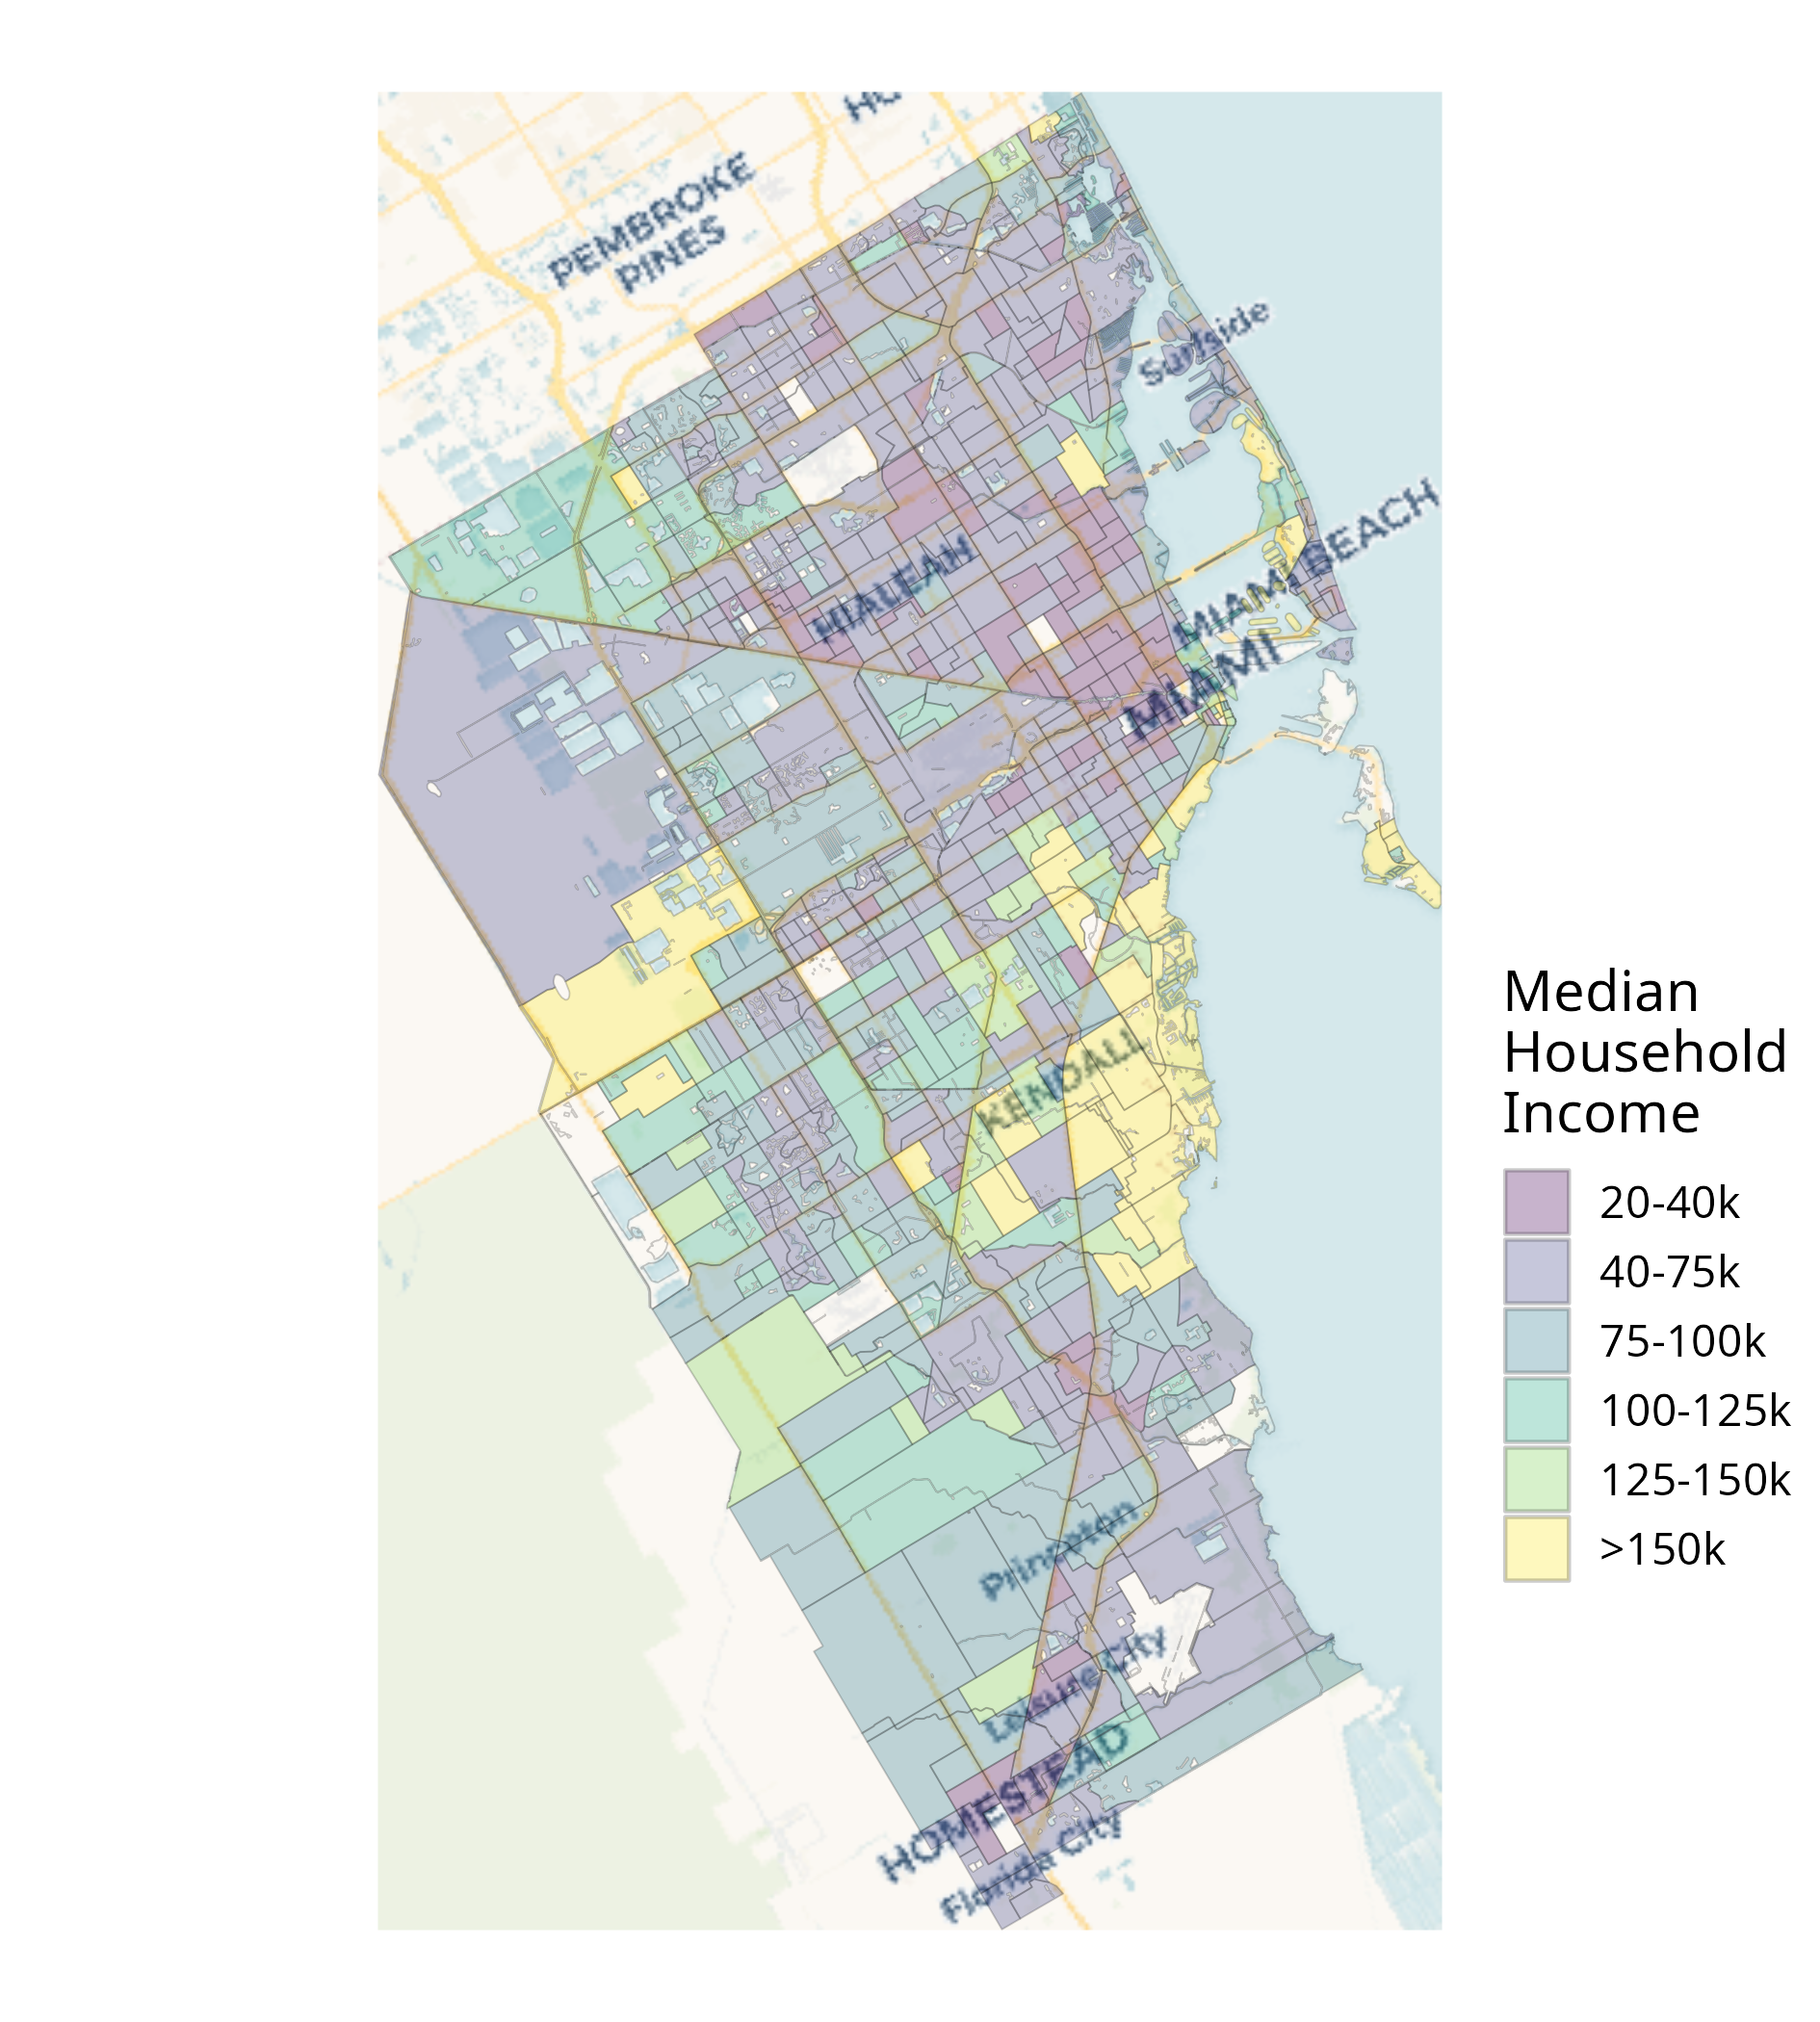 PEMBROKE
PINES
Surfside
MIAMI BEACH
HIALEAH
MIAMI
KENDALL
Median
Household
Income
20-40k
40-75k
75-100k
100-125k
125-150k
>150k
Princeton
Leisure City
HOMESTEAD
Florida City